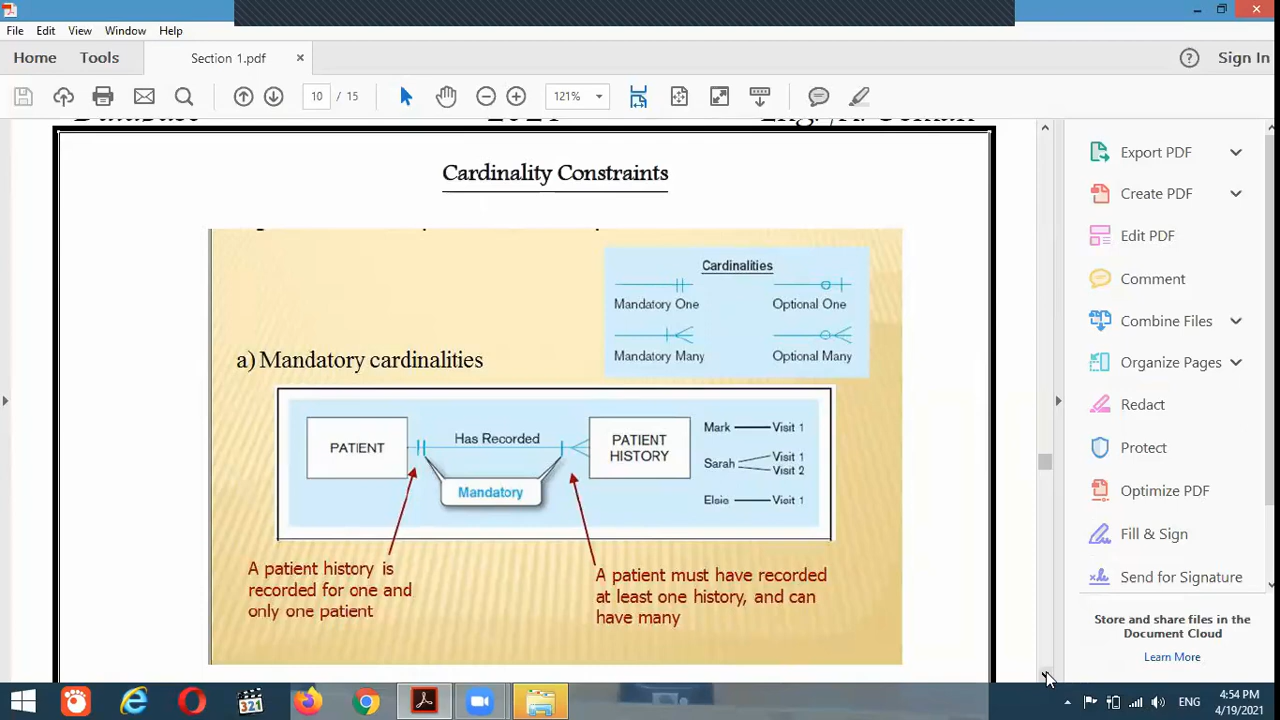 File Edit View Window Help
Home Tools Section 1.pdf × Sign In
10 / 15 121%
DataBase 2021 Eng. /A. Osman
Cardinality Constraints
Cardinalities
Mandatory One Optional One
Mandatory Many Optional Many
a) Mandatory cardinalities
PATIENT Has Recorded PATIENT HISTORY
Mandatory
Mark Visit 1
Sarah Visit 1
Visit 2
Elsie Visit 1
A patient history is
recorded for one and
only one patient
A patient must have recorded
at least one history, and can
have many
Export PDF
Create PDF
Edit PDF
Comment
Combine Files
Organize Pages
Redact
Protect
Optimize PDF
Fill & Sign
Send for Signature
Store and share files in the
Document Cloud
Learn More
321
ENG
4:54 PM
4/19/2021